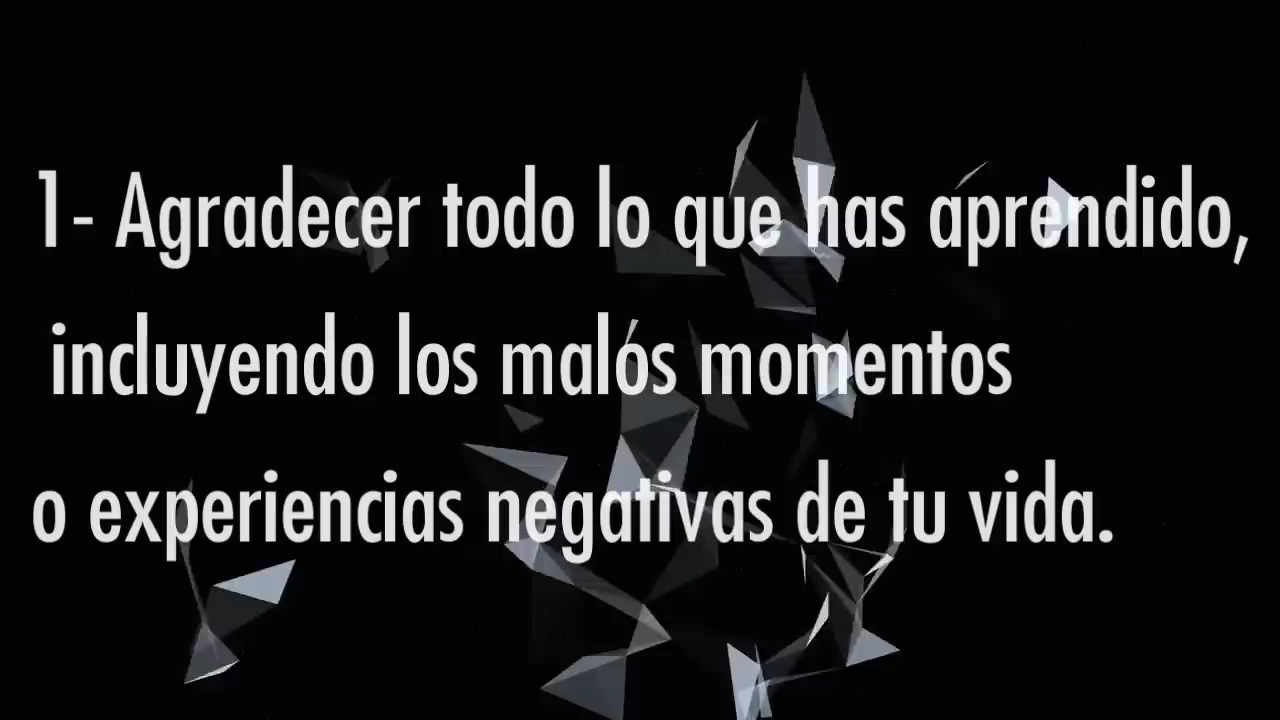 1- Agradecer todo lo que has aprendido,
incluyendo los malos momentos
o experiencias negativas de tu vida.